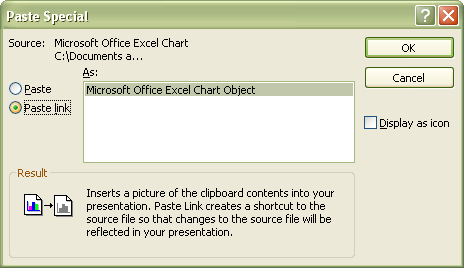 Paste Special
Source: Microsoft Office Excel Chart
C:\Documents a...
As:
Paste
Paste link
Microsoft Office Excel Chart Object
OK
Cancel
Display as icon
Result
Inserts a picture of the clipboard contents into your
presentation. Paste Link creates a shortcut to the
source file so that changes to the source file will be
reflected in your presentation.